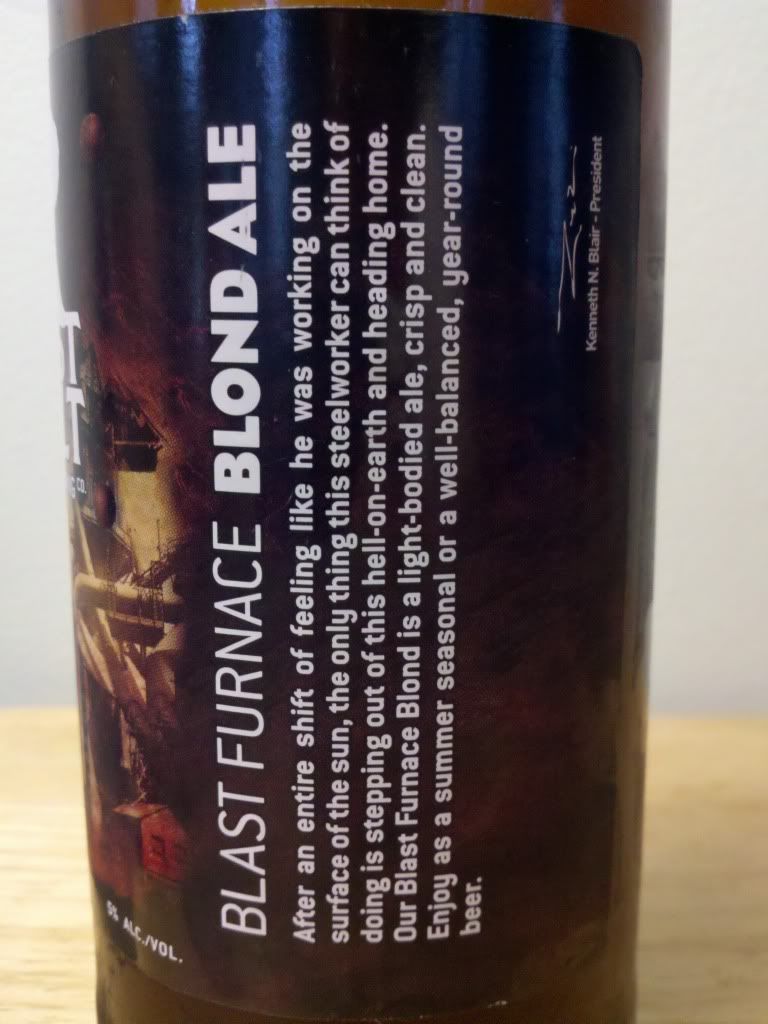 BLAST FURNACE BLOND ALE
After an entire shift of feeling like he was working on the
surface of the sun, the only thing this steelworker can think of
doing is stepping out of this hell-on-earth and heading home.
Our Blast Furnace Blond is a light-bodied ale, crisp and clean.
Enjoy as a summer seasonal or a well-balanced, year-round
beer.
Kenneth N. Blair - President
5% ALC./VOL.
CO.